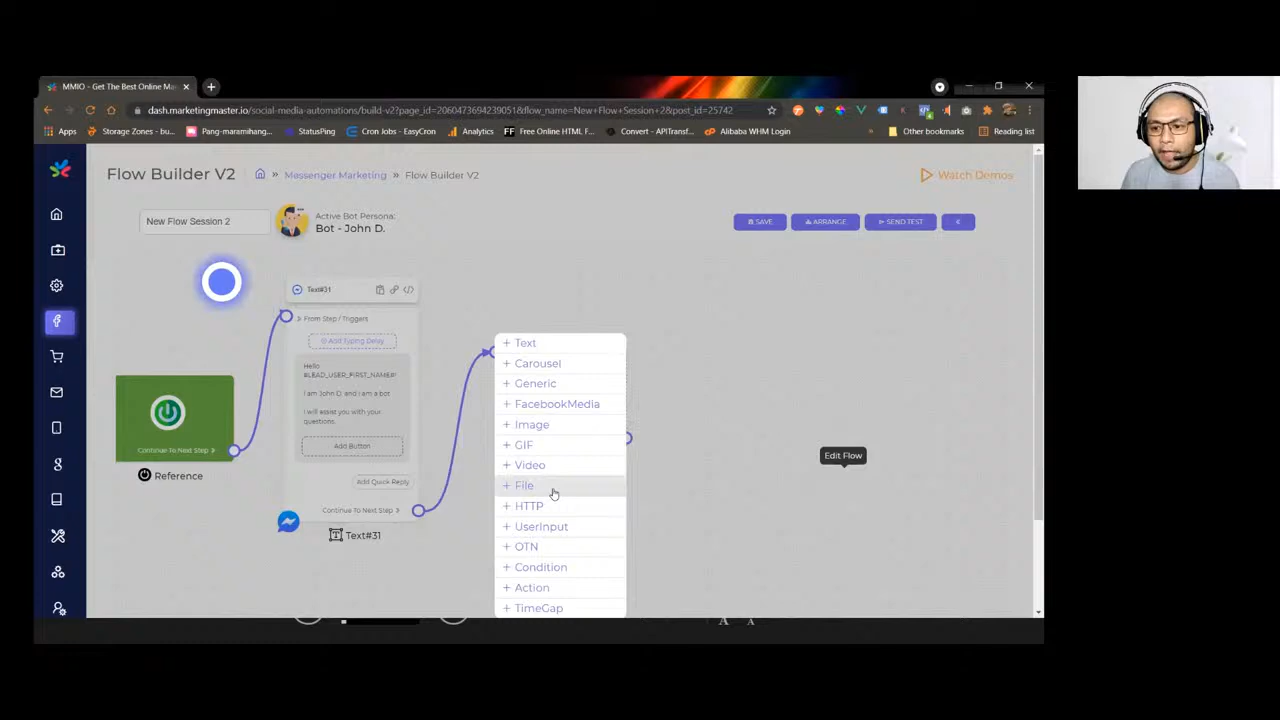 MMIO - Get The Best Online Ma
dash.marketingmaster.io/social-media-automations/build-v2?page_id=2060473694239051&flow_name=New+Flow+Session+2&post_id=25742
Apps
Storage Zones - bu...
Pang-maramihang...
StatusPing
Cron Jobs - EasyCron
Analytics
FF Free Online HTML F...
Convert - APITransf...
Alibaba WHM Login
Other bookmarks
Reading list
Flow Builder V2
» Messenger Marketing » Flow Builder V2
Watch Demos
New Flow Session 2
Active Bot Persona:
Bot - John D.
SAVE
ARRANGE
SEND TEST
Text#31
From Step / Triggers
Add Typing Delay
Hello
#LEAD_USER_FIRST_NAME#!
I am John D. and i am a bot
I will assist you with your
questions.
Add Button
Add Quick Reply
Continue To Next Step
Text#31
Continue To Next Step
Reference
+ Text
+ Carousel
+ Generic
+ FacebookMedia
+ Image
+ GIF
+ Video
+ File
+ HTTP
+ UserInput
+ OTN
+ Condition
+ Action
+ TimeGap
Edit Flow
A A